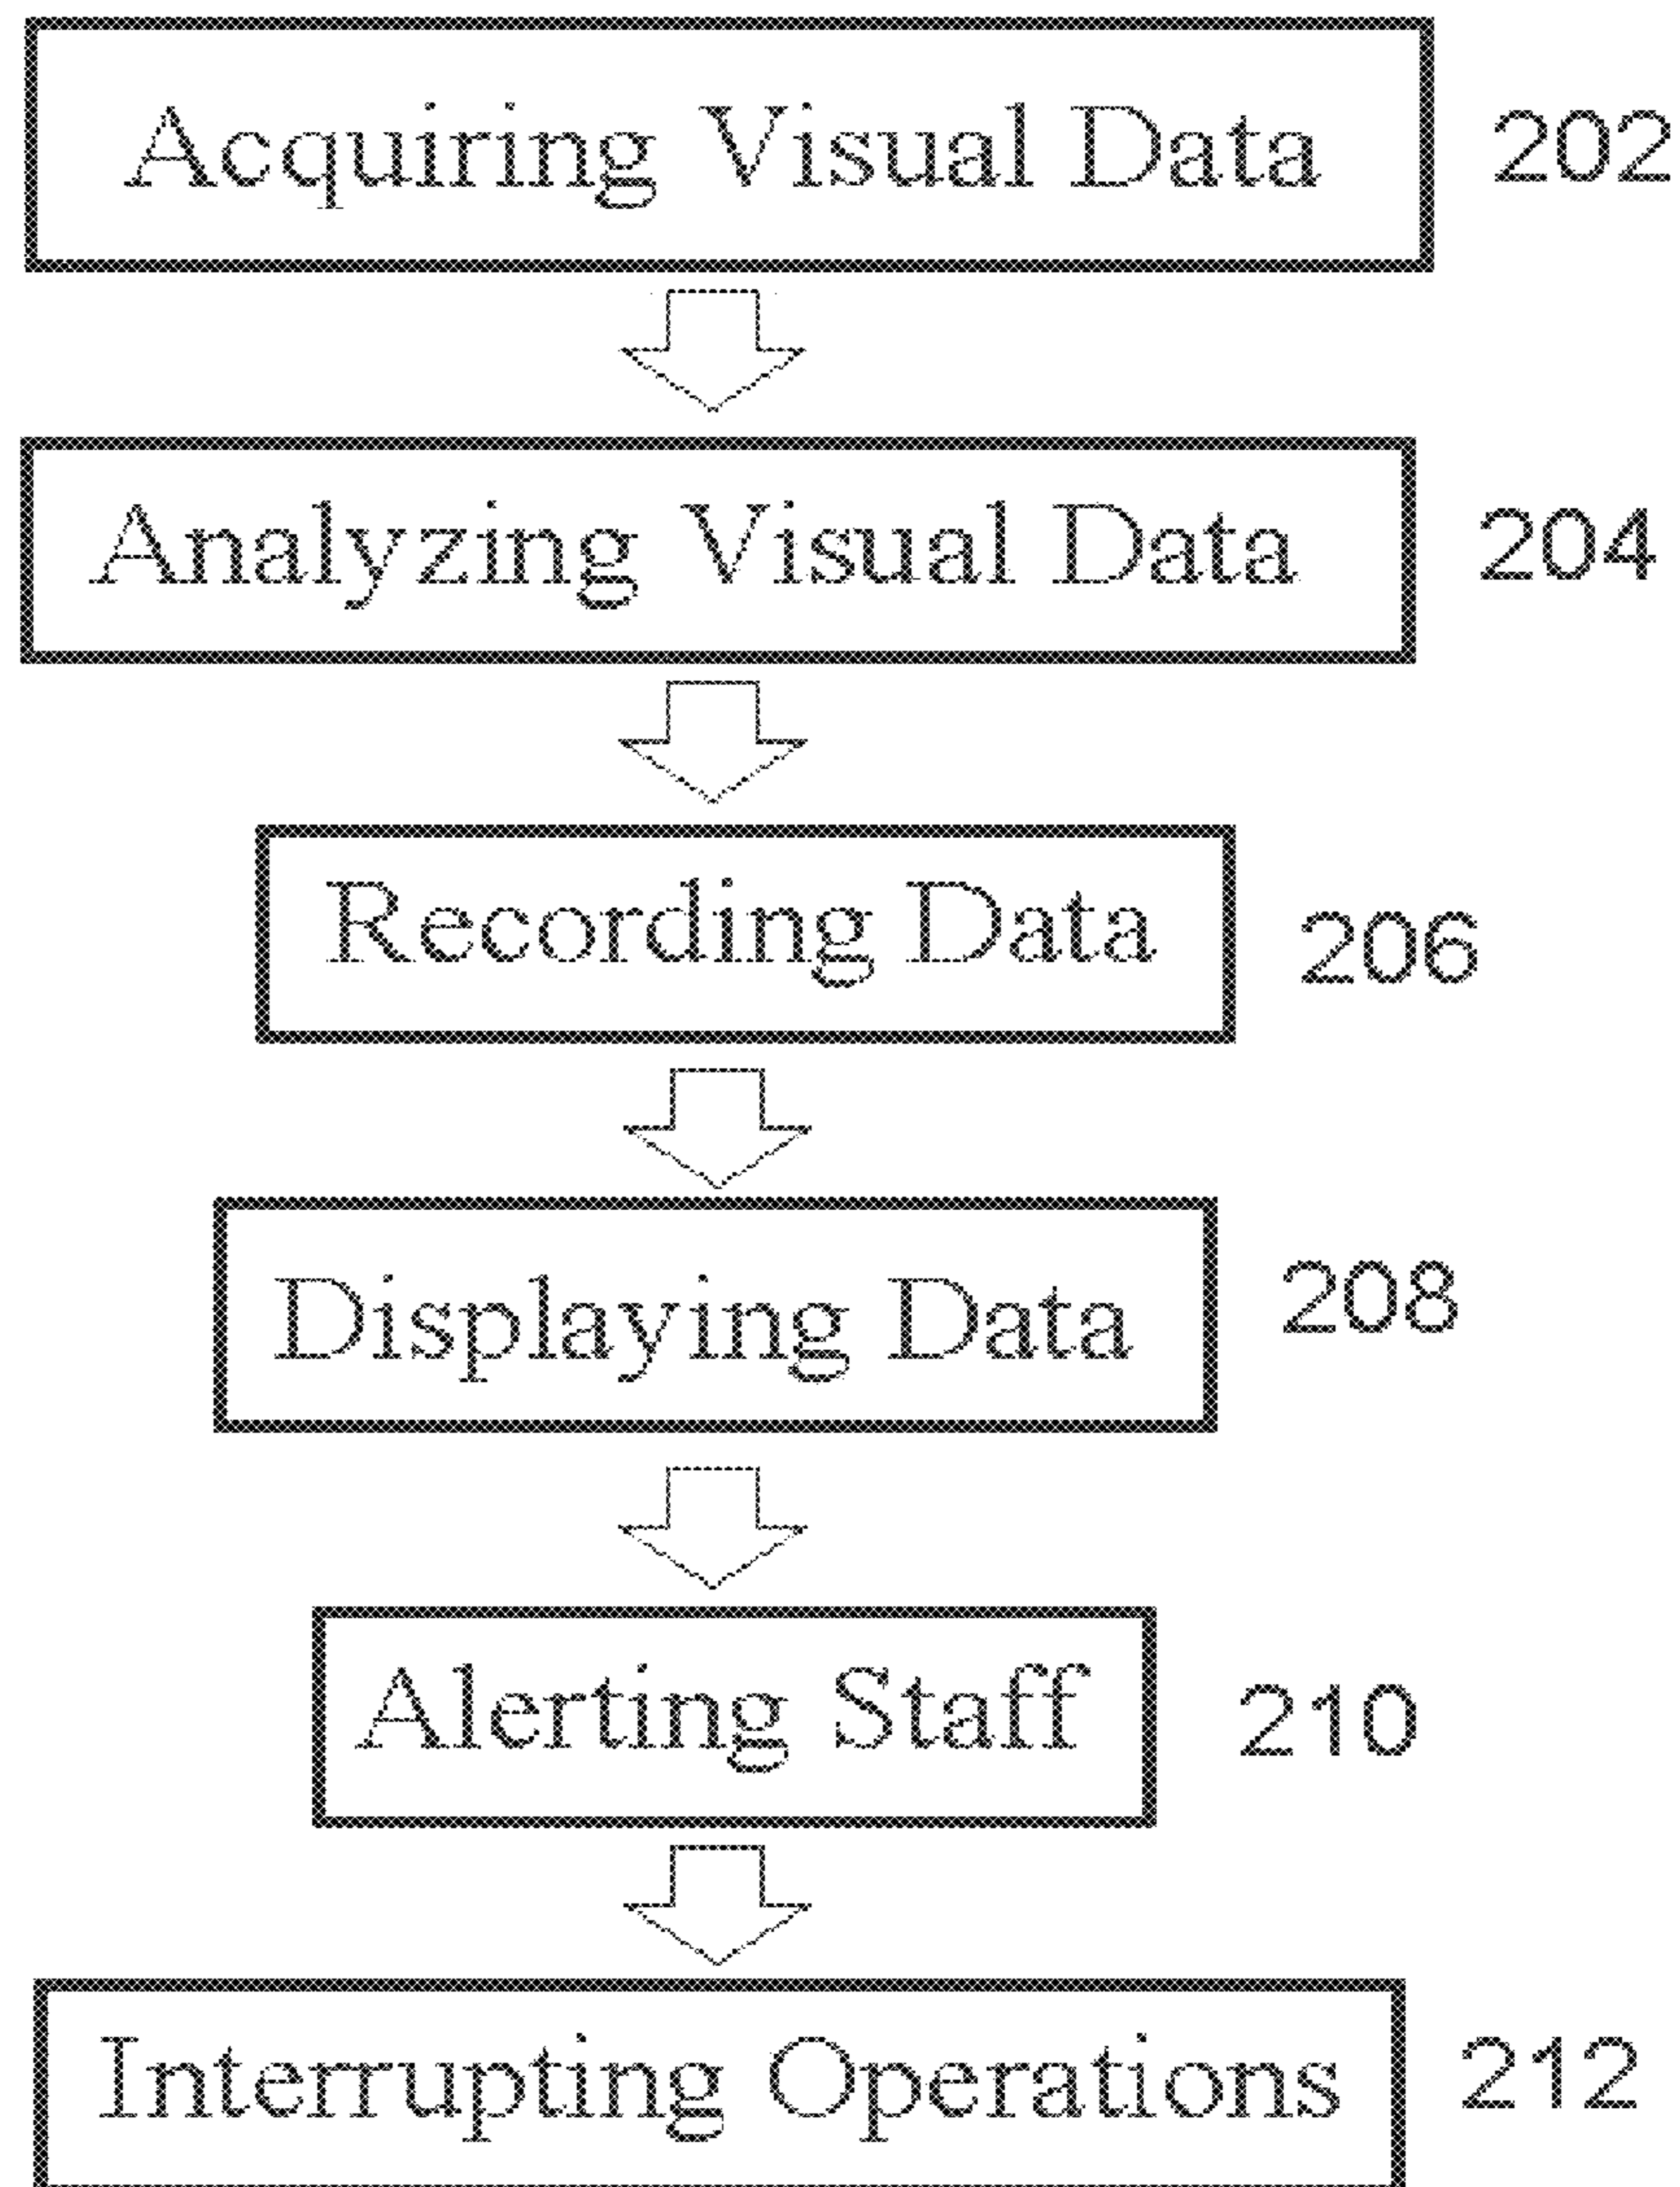 Acquiring Visual Data 202
Analyzing Visual Data 204
Recording Data 206
Displaying Data 208
Alerting Staff 210
Interrupting Operations 212